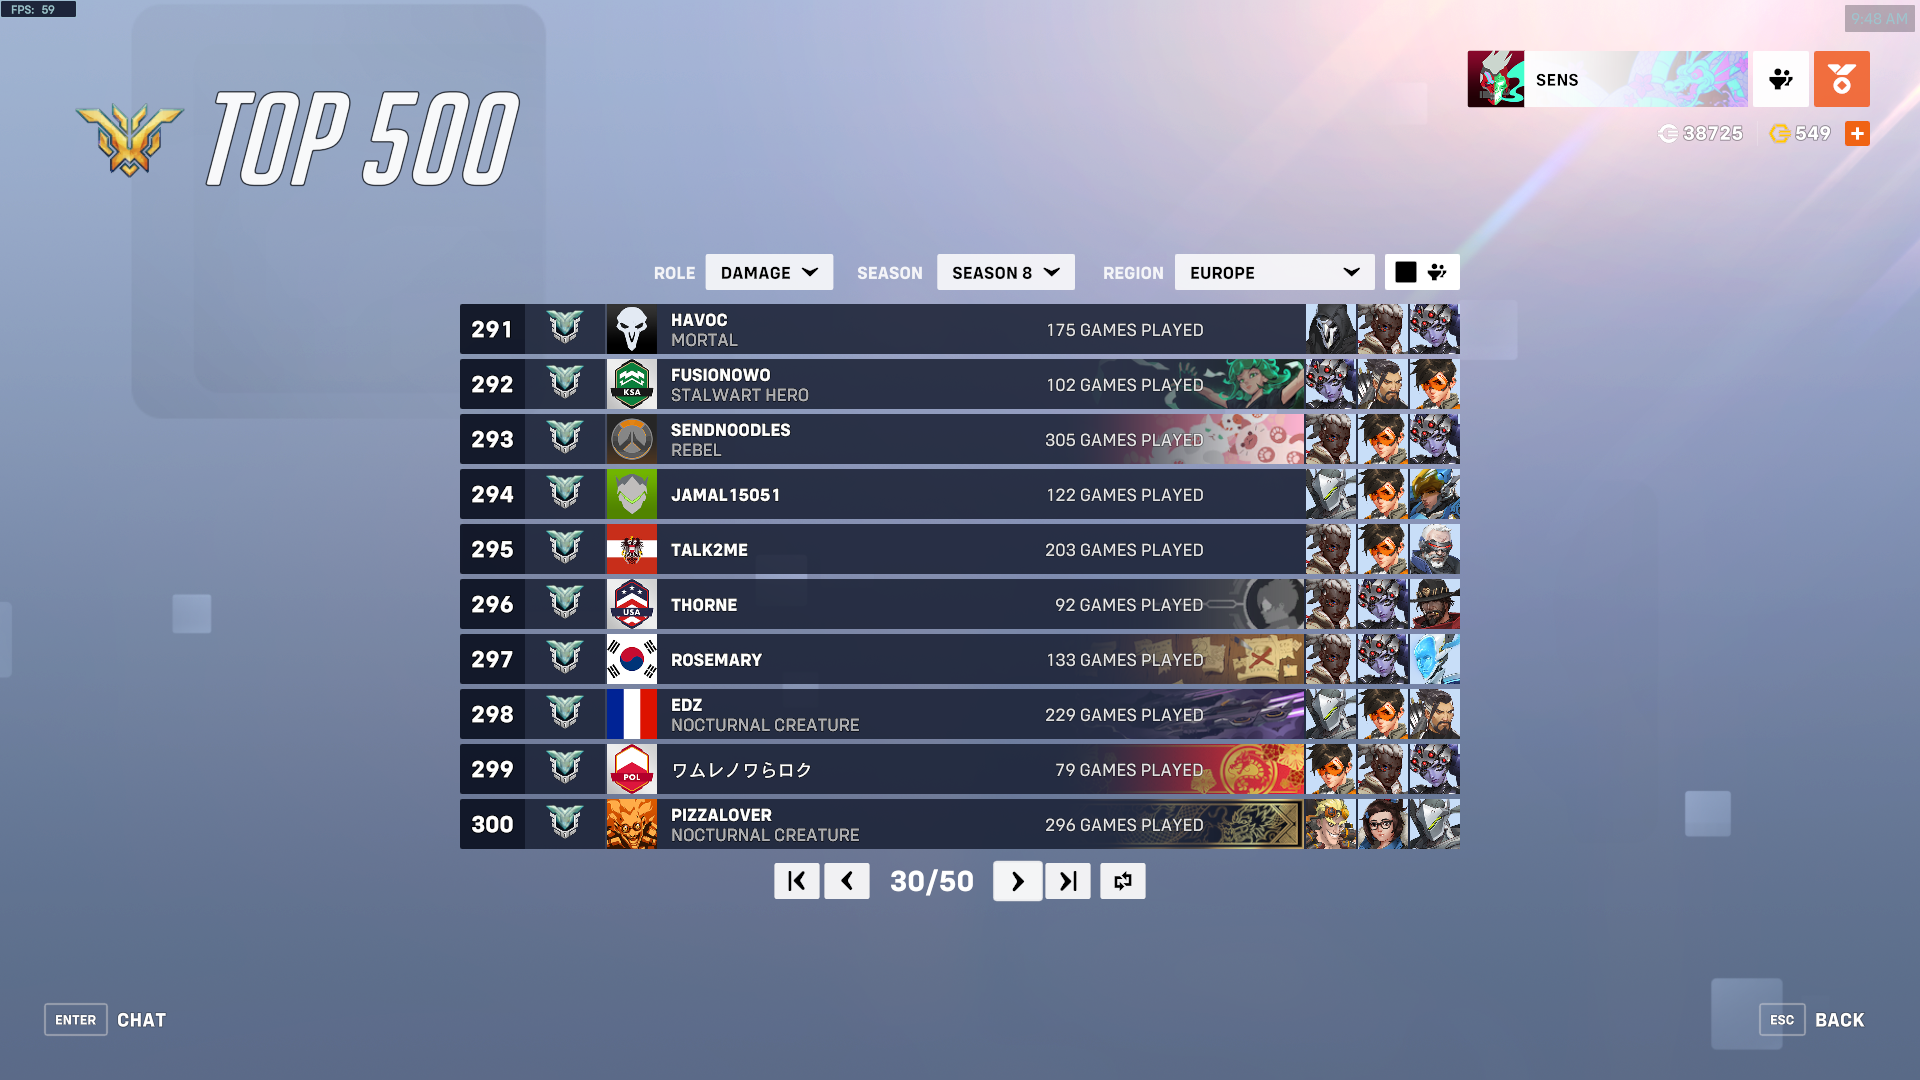 FPS: 59
9:48 AM
TOP 500
SENS
38725
549
ROLE DAMAGE SEASON SEASON 8 REGION EUROPE
291 HAVOC 175 GAMES PLAYED
MORTAL
292 KSA FUSIONOWO 102 GAMES PLAYED
STALWART HERO
293 SENDNOODLES 305 GAMES PLAYED
REBEL
294 JAMAL15051 122 GAMES PLAYED
295 TALK2ME 203 GAMES PLAYED
296 USA THORNE 92 GAMES PLAYED
297 ROSEMARY 133 GAMES PLAYED
298 EDZ 229 GAMES PLAYED
NOCTURNAL CREATURE
299 POL ワムレノワらロク 79 GAMES PLAYED
300 PIZZALOVER 296 GAMES PLAYED
NOCTURNAL CREATURE
30/50
ENTER CHAT
ESC BACK